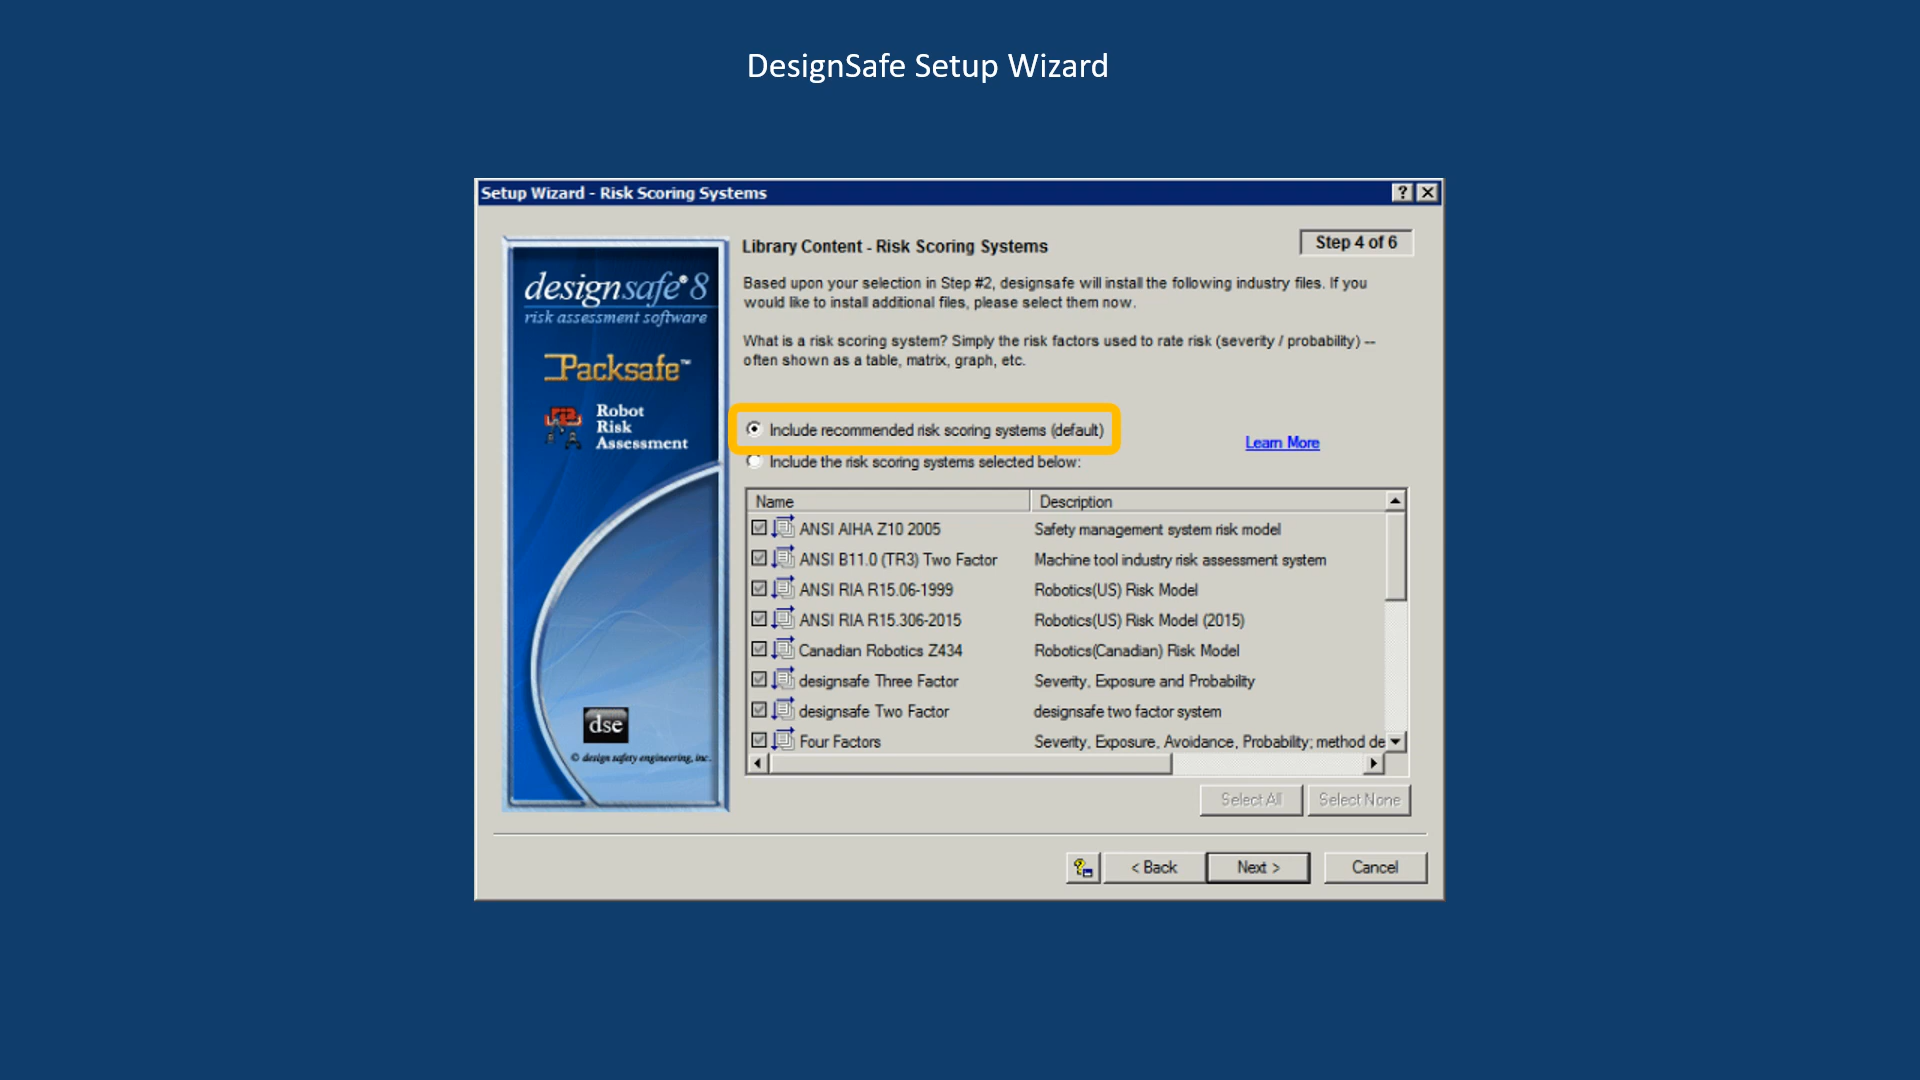 DesignSafe Setup Wizard
Setup Wizard - Risk Scoring Systems
designsafe® 8
risk assessment software
Packsafe™
Robot
Risk
Assessment
dse
© design safety engineering, inc.
Library Content - Risk Scoring Systems
Step 4 of 6
Based upon your selection in Step #2, designsafe will install the following industry files. If you
would like to install additional files, please select them now.
What is a risk scoring system? Simply the risk factors used to rate risk (severity / probability) --
often shown as a table, matrix, graph, etc.
Include recommended risk scoring systems (default)
Learn More
Include the risk scoring systems selected below:
Name Description
ANSI AIHA Z10 2005 Safety management system risk model
ANSI B11.0 (TR3) Two Factor Machine tool industry risk assessment system
ANSI RIA R15.06-1999 Robotics(US) Risk Model
ANSI RIA R15.306-2015 Robotics(US) Risk Model (2015)
Canadian Robotics Z434 Robotics(Canadian) Risk Model
designsafe Three Factor Severity, Exposure and Probability
designsafe Two Factor designsafe two factor system
Four Factors Severity, Exposure, Avoidance, Probability; method de
Select All Select None
< Back Next > Cancel